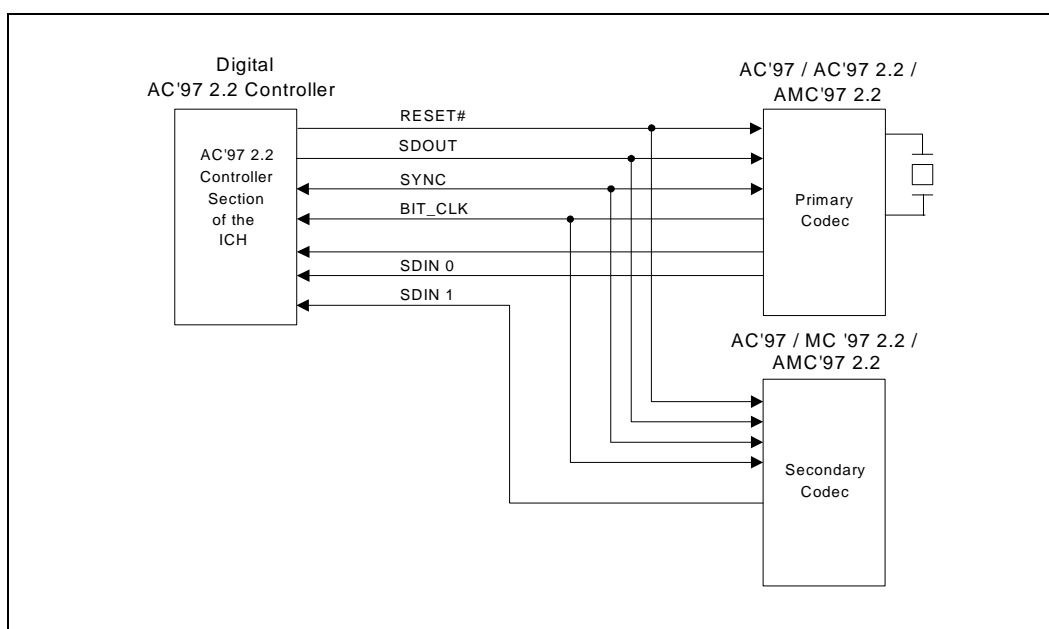 Digital
AC'97 2.2 Controller
AC'97 / AC'97 2.2 /
AMC'97 2.2
RESET#
SDOUT
SYNC
BIT_CLK
SDIN 0
SDIN 1
AC'97 2.2
Controller
Section
of the
ICH
Primary
Codec
AC'97 / MC '97 2.2 /
AMC'97 2.2
Secondary
Codec